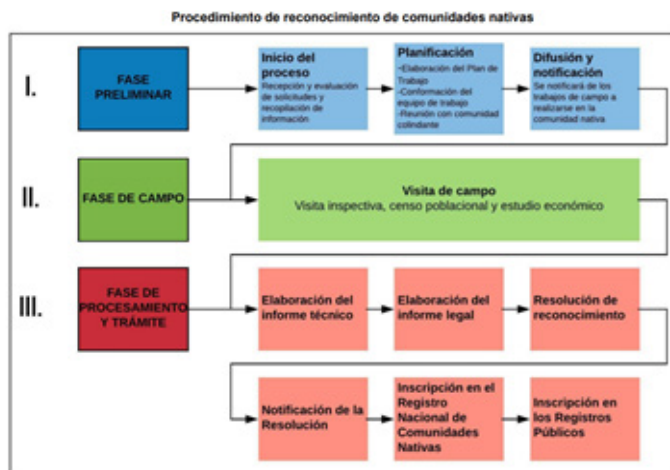 Procedimiento de reconocimiento de comunidades nativas
I.
FASE
PRELIMINAR
Inicio del
proceso
Recepción y evaluación
de solicitudes y
recopilación de
información
Planificación
-Elaboración del Plan de
Trabajo
-Conformación del
equipo de trabajo
-Reunión con comunidad
colindante
Difusión y
notificación
Se notificará de los
trabajos de campo a
realizarse en la
comunidad nativa
II.
FASE DE CAMPO
Visita de campo
Visita inspectiva, censo poblacional y estudio económico
III.
FASE DE
PROCESAMIENTO
Y TRÁMITE
Elaboración del
informe técnico
Elaboración del
informe legal
Resolución de
reconocimiento
Notificación de la
Resolución
Inscripción en el
Registro
Nacional de
Comunidades
Nativas
Inscripción en
los Registros
Públicos